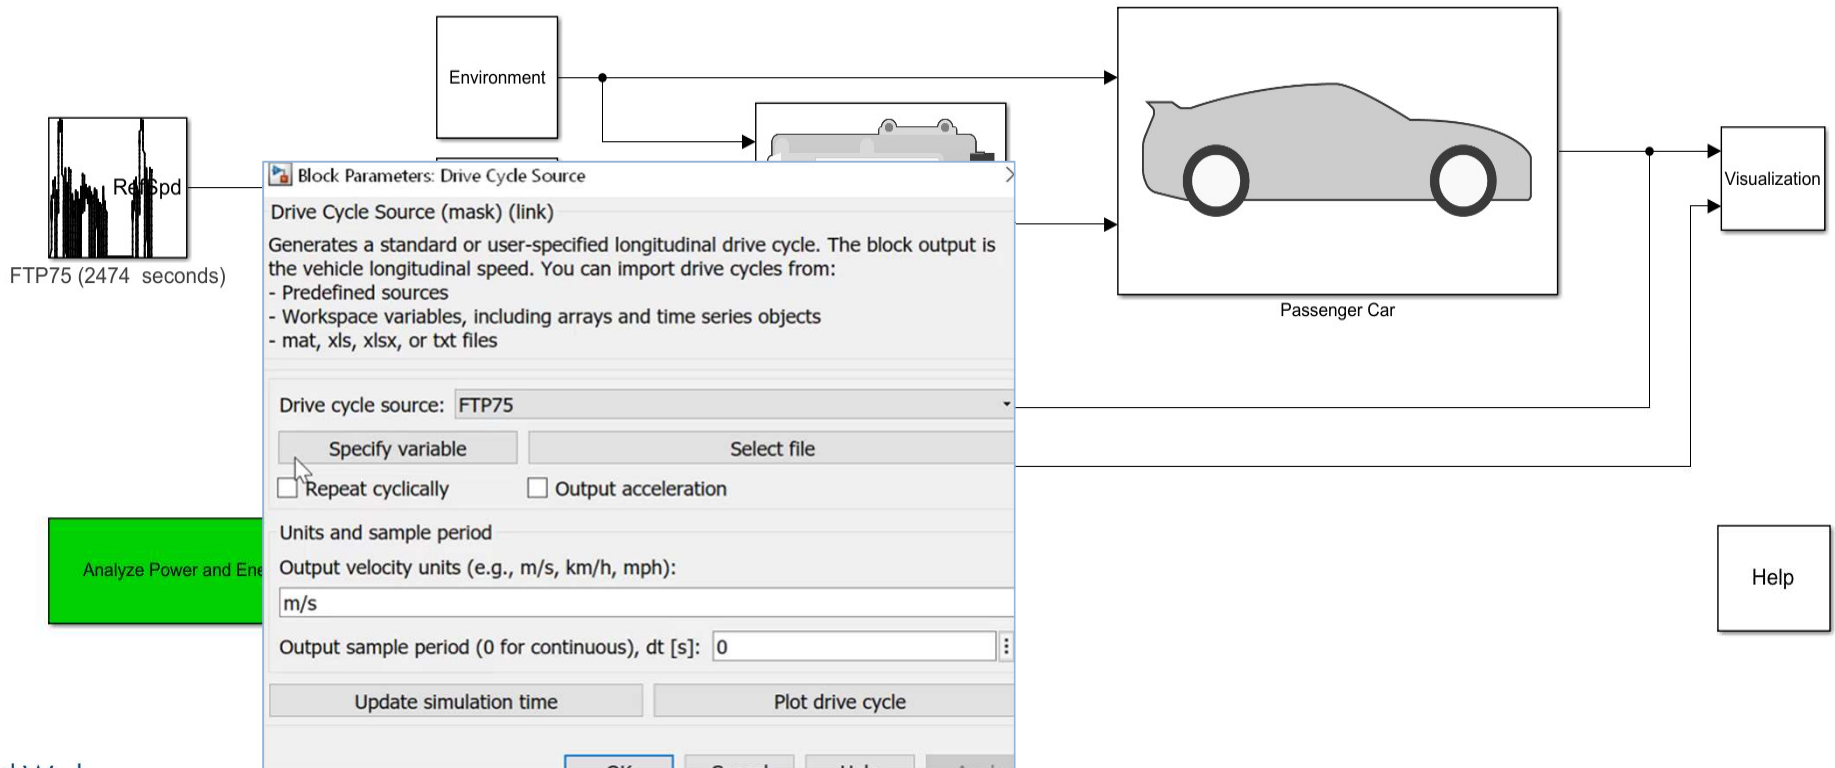 Environment
RefSpd
FTP75 (2474 seconds)
Passenger Car
Visualization
Block Parameters: Drive Cycle Source
Drive Cycle Source (mask) (link)
Generates a standard or user-specified longitudinal drive cycle. The block output is
the vehicle longitudinal speed. You can import drive cycles from:
- Predefined sources
- Workspace variables, including arrays and time series objects
- mat, xls, xlsx, or txt files
Drive cycle source: FTP75
Specify variable Select file
Repeat cyclically Output acceleration
Units and sample period
Output velocity units (e.g., m/s, km/h, mph):
m/s
Output sample period (0 for continuous), dt [s]: 0
Update simulation time Plot drive cycle
OK
Analyze Power and
Help